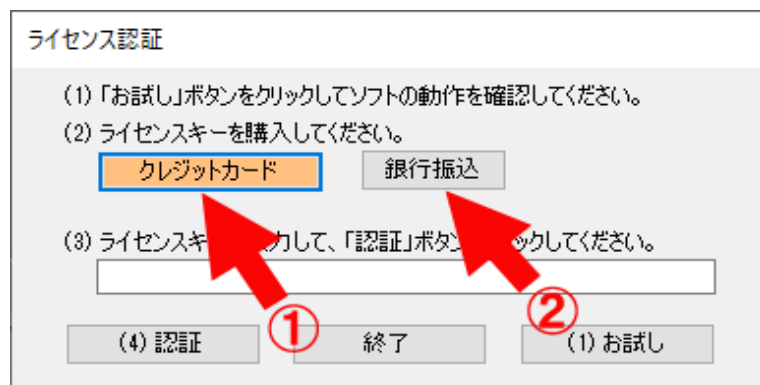 ライセンス認証
(1) 「お試し」ボタンをクリックしてソフトの動作を確認してください。
(2) ライセンスキーを購入してください。
クレジットカード 銀行振込
(3) ライセンスキ 力して、「認証」ボタ ックしてください。
① ②
(4) 認証 終了 (1) お試し